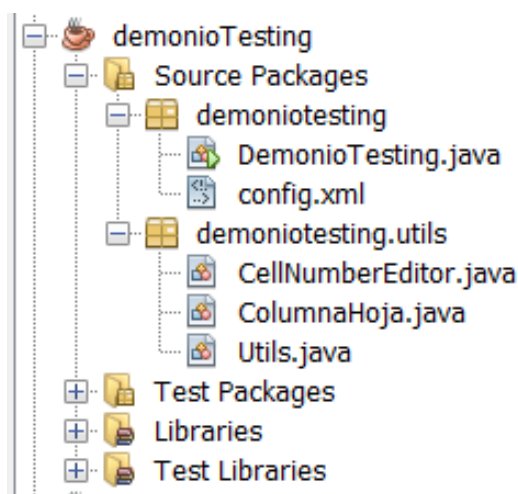 demonioTesting
Source Packages
demoniotesting
DemonioTesting.java
config.xml
demoniotesting.utils
CellNumberEditor.java
ColumnaHoja.java
Utils.java
Test Packages
Libraries
Test Libraries